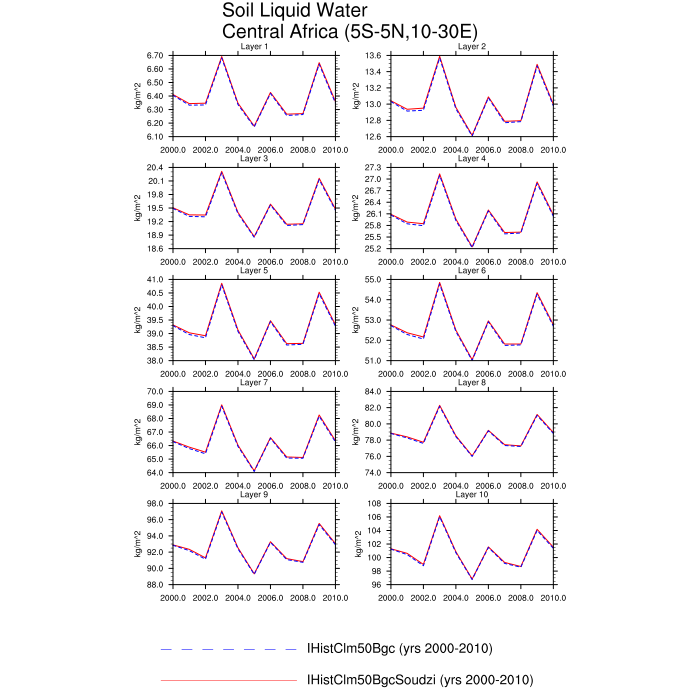 Soil Liquid Water
Central Africa (5S-5N,10-30E)
Layer 1
Layer 2
6.70
6.60
6.50
6.40
6.30
6.20
6.10
kg/m^2
2000.0 2002.0 2004.0 2006.0 2008.0 2010.0
13.6
13.4
13.2
13.0
12.8
12.6
kg/m^2
2000.0 2002.0 2004.0 2006.0 2008.0 2010.0
Layer 3
Layer 4
20.4
20.1
19.8
19.5
19.2
18.9
18.6
kg/m^2
2000.0 2002.0 2004.0 2006.0 2008.0 2010.0
27.3
27.0
26.7
26.4
26.1
25.8
25.5
25.2
kg/m^2
2000.0 2002.0 2004.0 2006.0 2008.0 2010.0
Layer 5
Layer 6
41.0
40.5
40.0
39.5
39.0
38.5
38.0
kg/m^2
2000.0 2002.0 2004.0 2006.0 2008.0 2010.0
55.0
54.0
53.0
52.0
51.0
kg/m^2
2000.0 2002.0 2004.0 2006.0 2008.0 2010.0
Layer 7
Layer 8
70.0
69.0
68.0
67.0
66.0
65.0
64.0
kg/m^2
2000.0 2002.0 2004.0 2006.0 2008.0 2010.0
84.0
82.0
80.0
78.0
76.0
74.0
kg/m^2
2000.0 2002.0 2004.0 2006.0 2008.0 2010.0
Layer 9
Layer 10
98.0
96.0
94.0
92.0
90.0
88.0
kg/m^2
2000.0 2002.0 2004.0 2006.0 2008.0 2010.0
108
106
104
102
100
98
96
kg/m^2
2000.0 2002.0 2004.0 2006.0 2008.0 2010.0
IHistClm50Bgc (yrs 2000-2010)
IHistClm50BgcSoudzi (yrs 2000-2010)